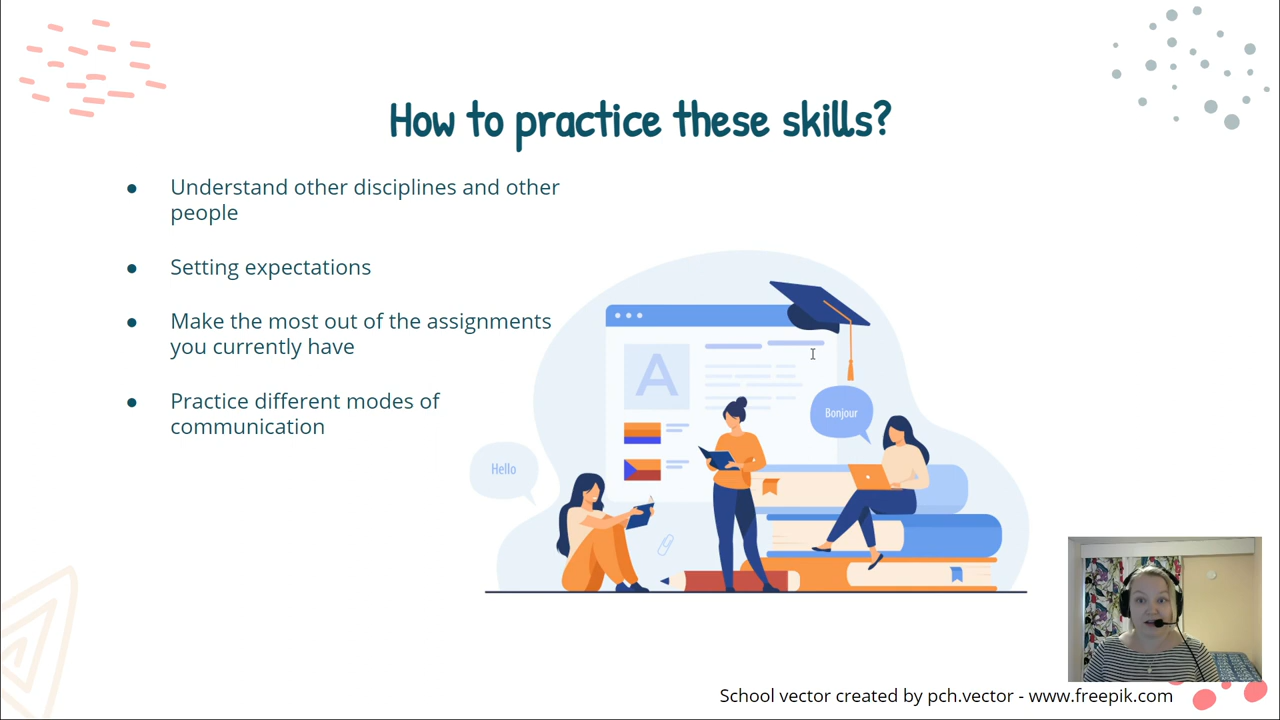 How to practice these skills?
● Understand other disciplines and other
people
● Setting expectations
● Make the most out of the assignments
you currently have
● Practice different modes of
communication
A
Bonjour
Hello
School vector created by pch.vector - www.freepik.com